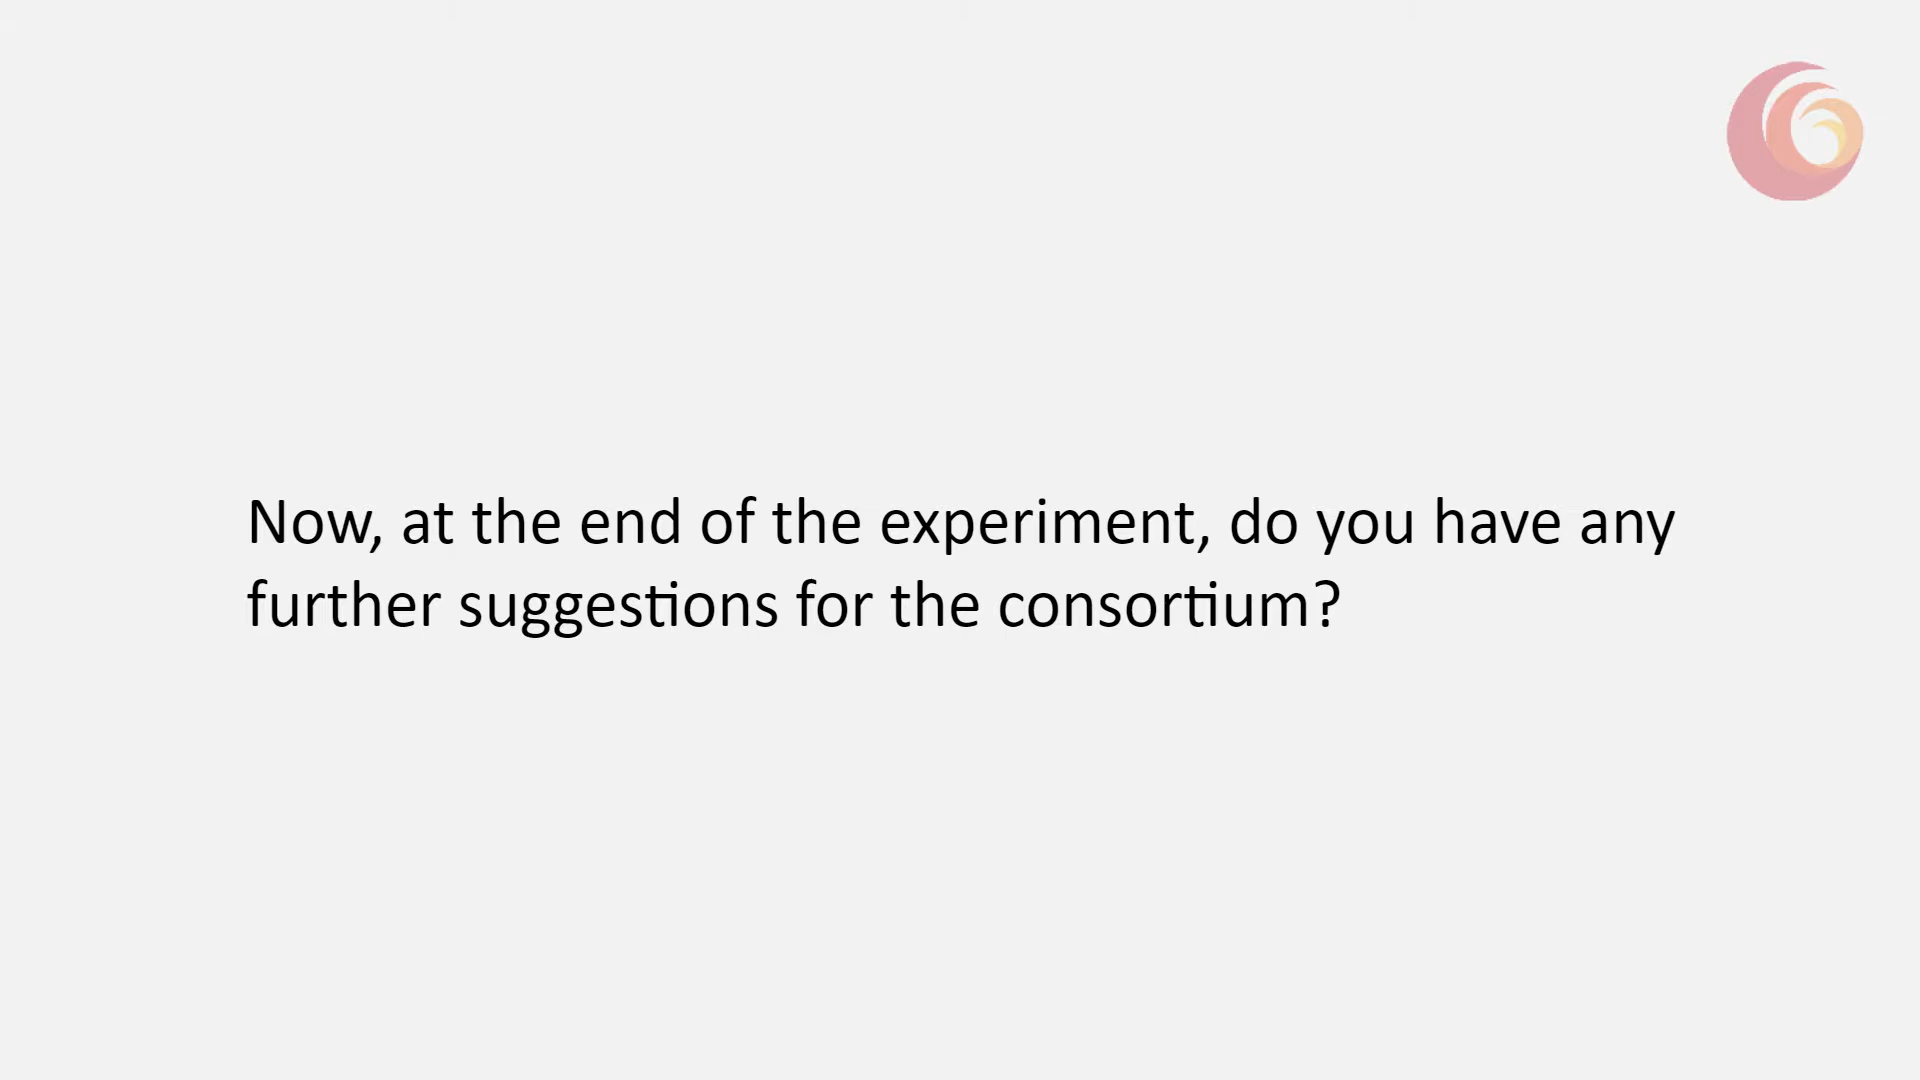 Now, at the end of the experiment, do you have any
further suggestions for the consortium?